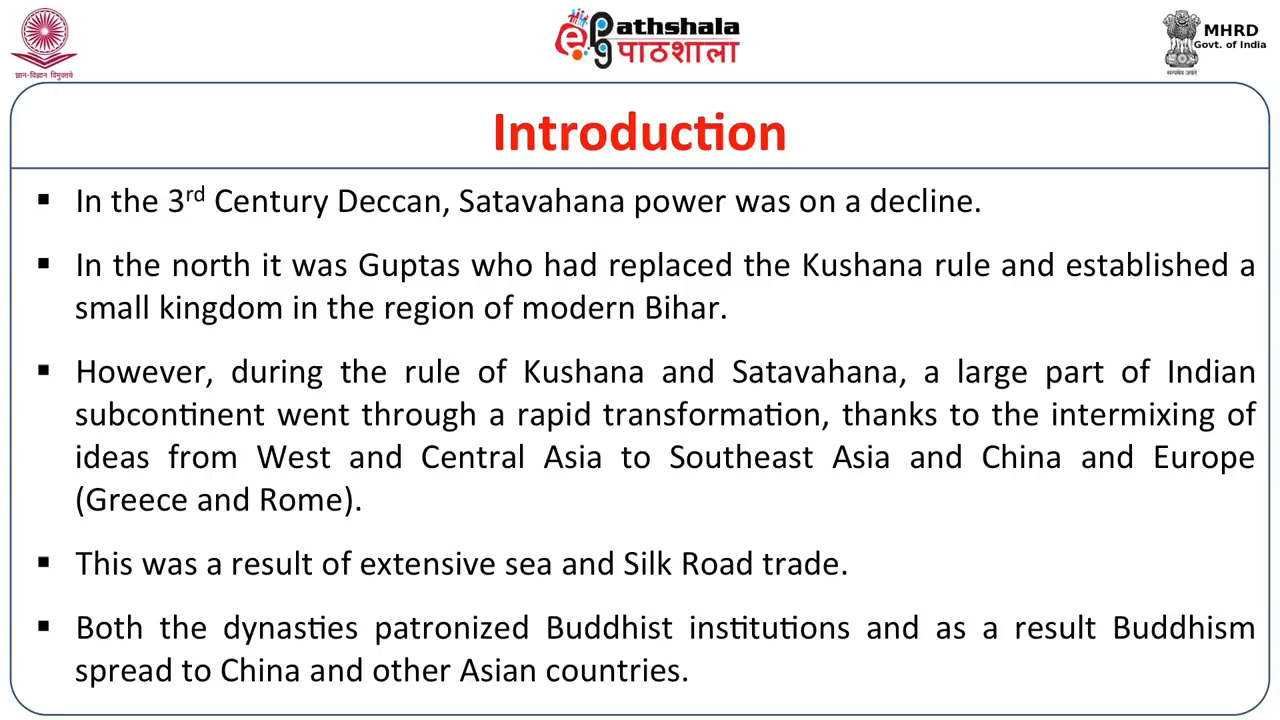 ज्ञान-विज्ञान विमुक्तये
ePathshala
पाठशाला
MHRD
Govt. of India
सत्यमेव जयते
Introduction
▪ In the 3rd Century Deccan, Satavahana power was on a decline.
▪ In the north it was Guptas who had replaced the Kushana rule and established a
small kingdom in the region of modern Bihar.
▪ However, during the rule of Kushana and Satavahana, a large part of Indian
subcontinent went through a rapid transformation, thanks to the intermixing of
ideas from West and Central Asia to Southeast Asia and China and Europe
(Greece and Rome).
▪ This was a result of extensive sea and Silk Road trade.
▪ Both the dynasties patronized Buddhist institutions and as a result Buddhism
spread to China and other Asian countries.